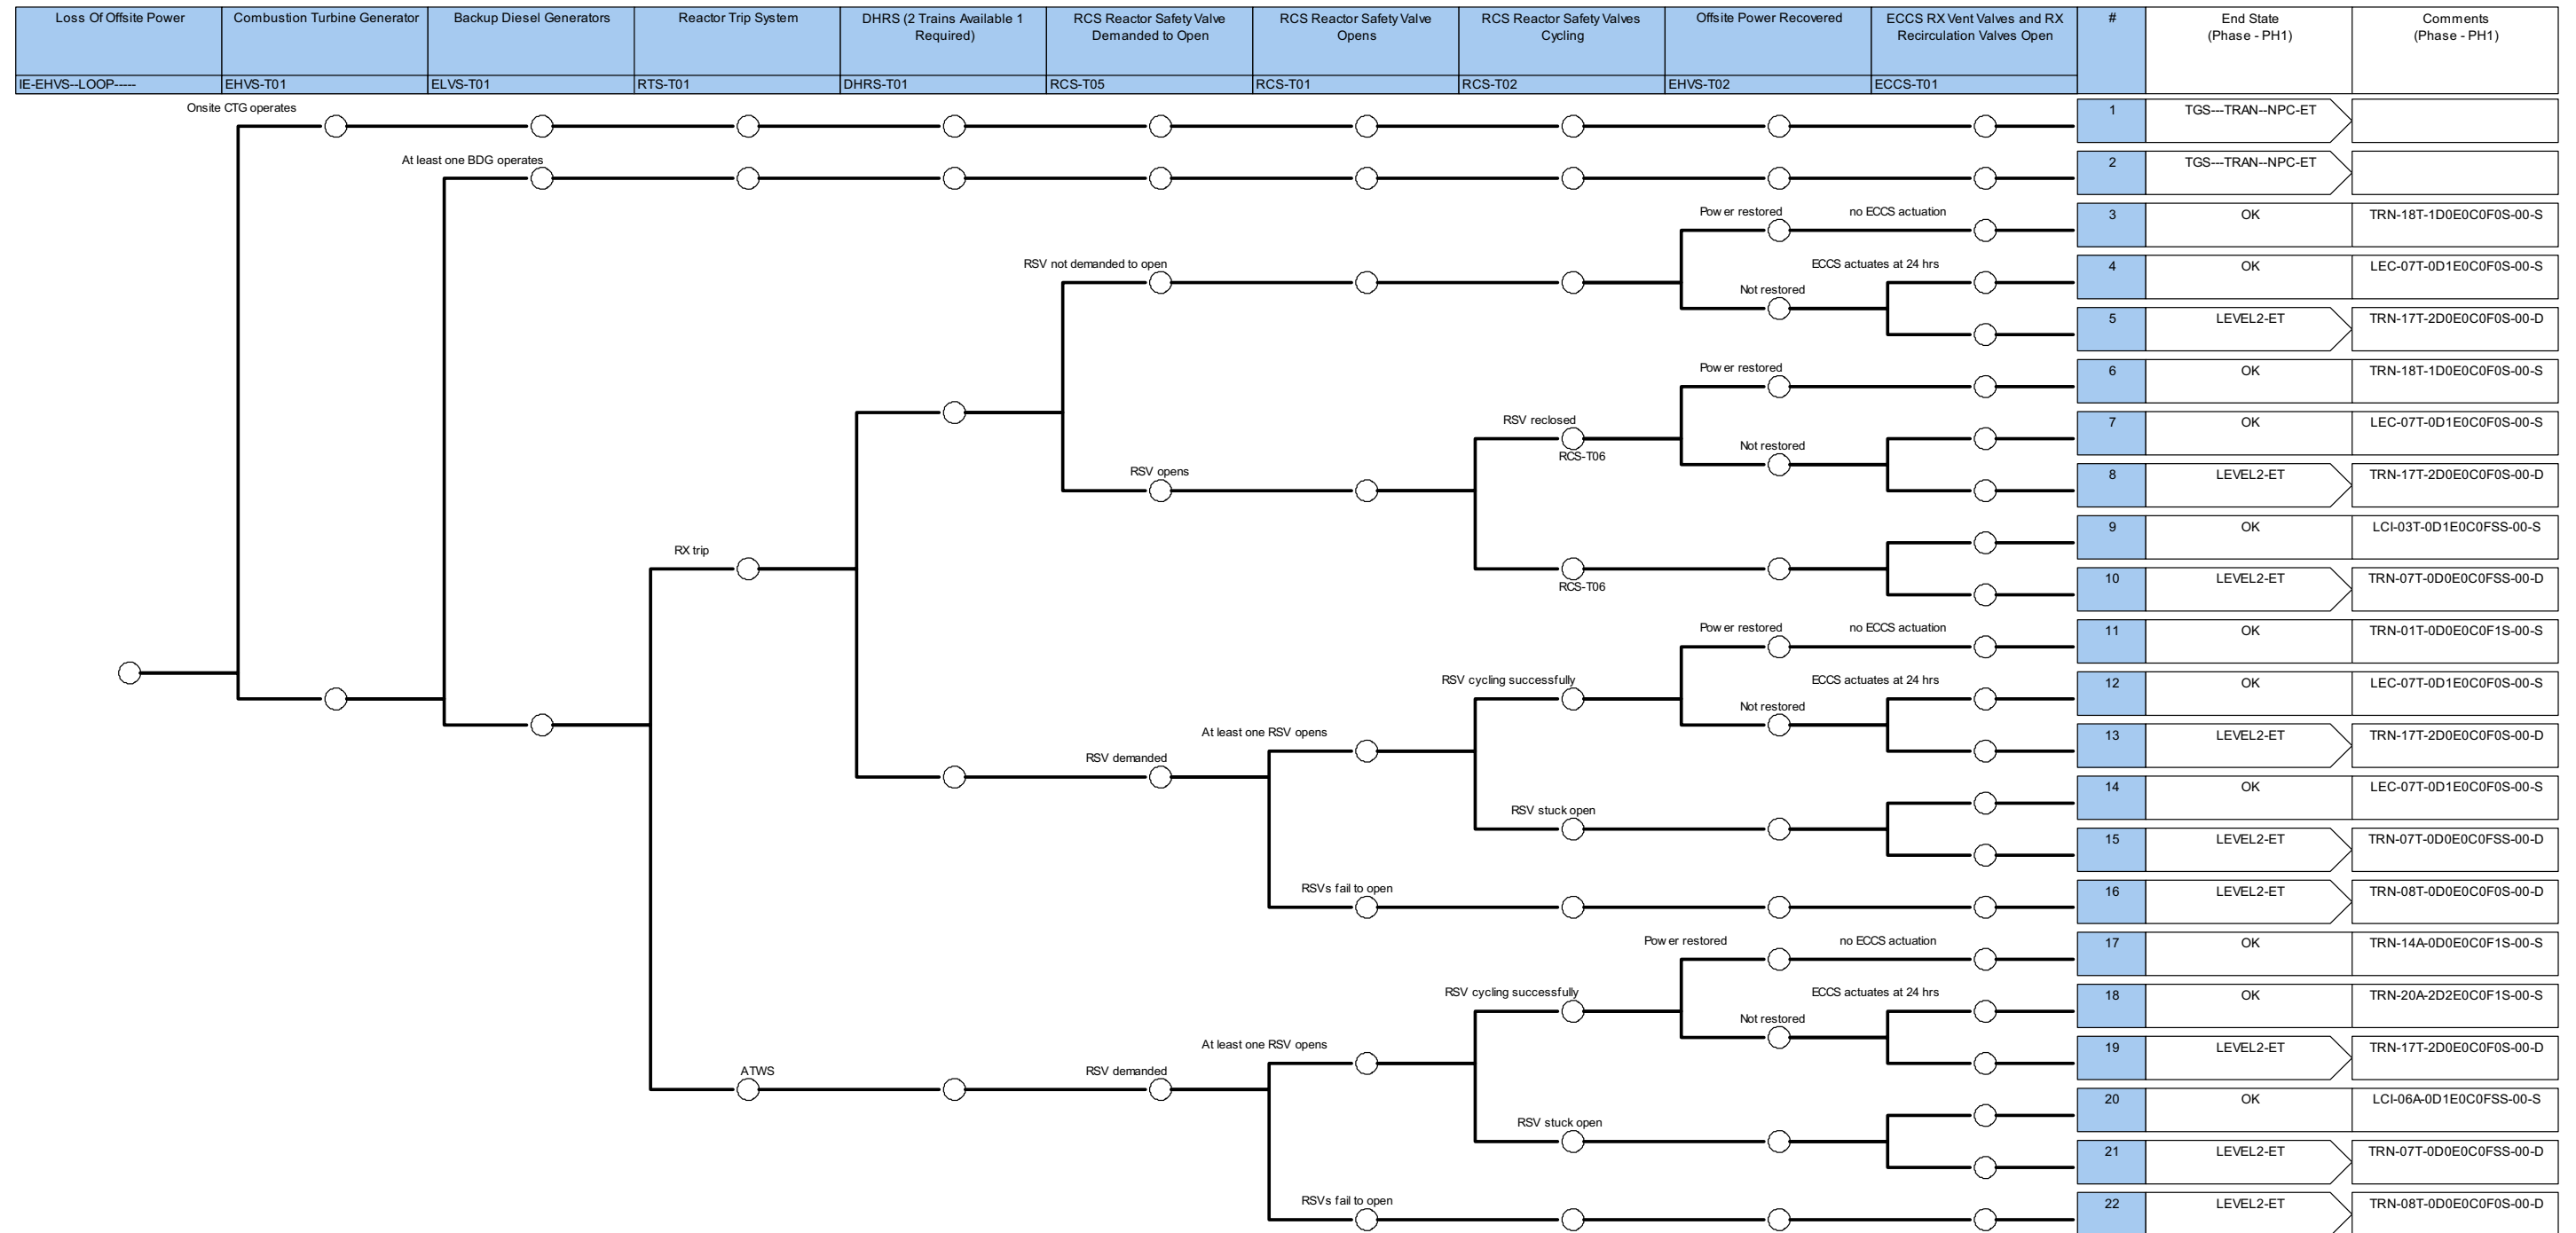 Loss Of Offsite Power
Combustion Turbine Generator
Backup Diesel Generators
Reactor Trip System
DHRS (2 Trains Available 1
Required)
RCS Reactor Safety Valve
Demanded to Open
RCS Reactor Safety Valve
Opens
RCS Reactor Safety Valves
Cycling
Offsite Power Recovered
ECCS RX Vent Valves and RX
Recirculation Valves Open
#
End State
(Phase - PH1)
Comments
(Phase - PH1)
IE-EHVS--LOOP-----
EHVS-T01
ELVS-T01
RTS-T01
DHRS-T01
RCS-T05
RCS-T01
RCS-T02
EHVS-T02
ECCS-T01
Onsite CTG operates
1
TGS---TRAN--NPC-ET
At least one BDG operates
2
TGS---TRAN--NPC-ET
Power restored
no ECCS actuation
3
OK
TRN-18T-1D0E0C0F0S-00-S
RSV not demanded to open
ECCS actuates at 24 hrs
4
OK
LEC-07T-0D1E0C0F0S-00-S
Not restored
5
LEVEL2-ET
TRN-17T-2D0E0C0F0S-00-D
Power restored
6
OK
TRN-18T-1D0E0C0F0S-00-S
RSV reclosed
RCS-T06
7
OK
LEC-07T-0D1E0C0F0S-00-S
Not restored
RSV opens
8
LEVEL2-ET
TRN-17T-2D0E0C0F0S-00-D
9
OK
LCI-03T-0D1E0C0FSS-00-S
RX trip
RCS-T06
10
LEVEL2-ET
TRN-07T-0D0E0C0FSS-00-D
Power restored
no ECCS actuation
11
OK
TRN-01T-0D0E0C0F1S-00-S
RSV cycling successfully
ECCS actuates at 24 hrs
12
OK
LEC-07T-0D1E0C0F0S-00-S
Not restored
At least one RSV opens
13
LEVEL2-ET
TRN-17T-2D0E0C0F0S-00-D
RSV demanded
14
OK
LEC-07T-0D1E0C0F0S-00-S
RSV stuck open
15
LEVEL2-ET
TRN-07T-0D0E0C0FSS-00-D
RSVs fail to open
16
LEVEL2-ET
TRN-08T-0D0E0C0F0S-00-D
Power restored
no ECCS actuation
17
OK
TRN-14A-0D0E0C0F1S-00-S
RSV cycling successfully
ECCS actuates at 24 hrs
18
OK
TRN-20A-2D2E0C0F1S-00-S
Not restored
At least one RSV opens
19
LEVEL2-ET
TRN-17T-2D0E0C0F0S-00-D
ATWS
RSV demanded
20
OK
LCI-06A-0D1E0C0FSS-00-S
RSV stuck open
21
LEVEL2-ET
TRN-07T-0D0E0C0FSS-00-D
RSVs fail to open
22
LEVEL2-ET
TRN-08T-0D0E0C0F0S-00-D